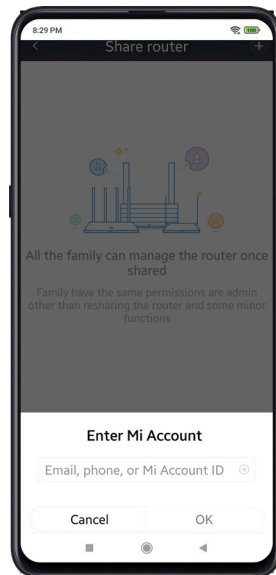 8:29 PM
100
Share router
All the family can manage the router once
shared
Family have the same permissions are admin
other than resharing the router and some minor
functions
Enter Mi Account
Email, phone, or Mi Account ID
Cancel OK